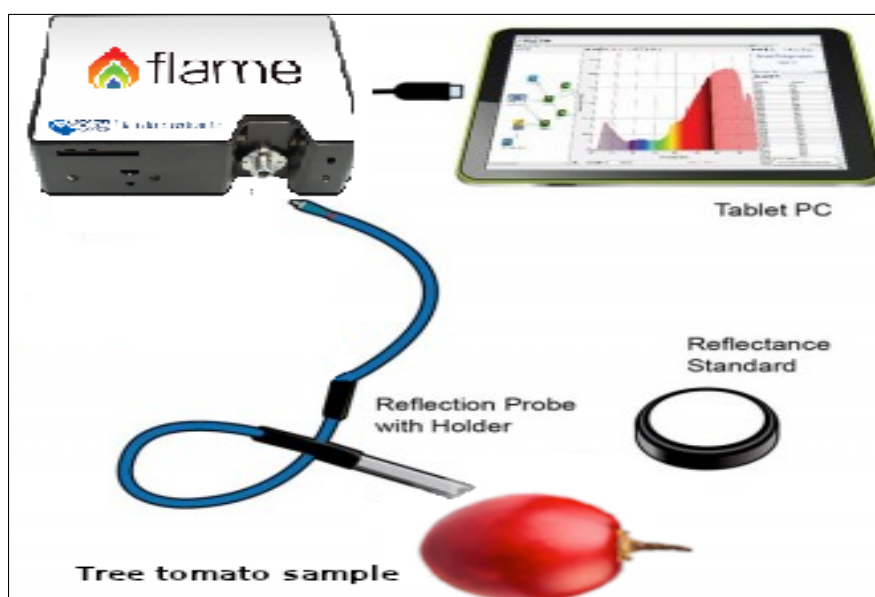 flame
Tablet PC
Reflectance
Standard
Reflection Probe
with Holder
Tree tomato sample